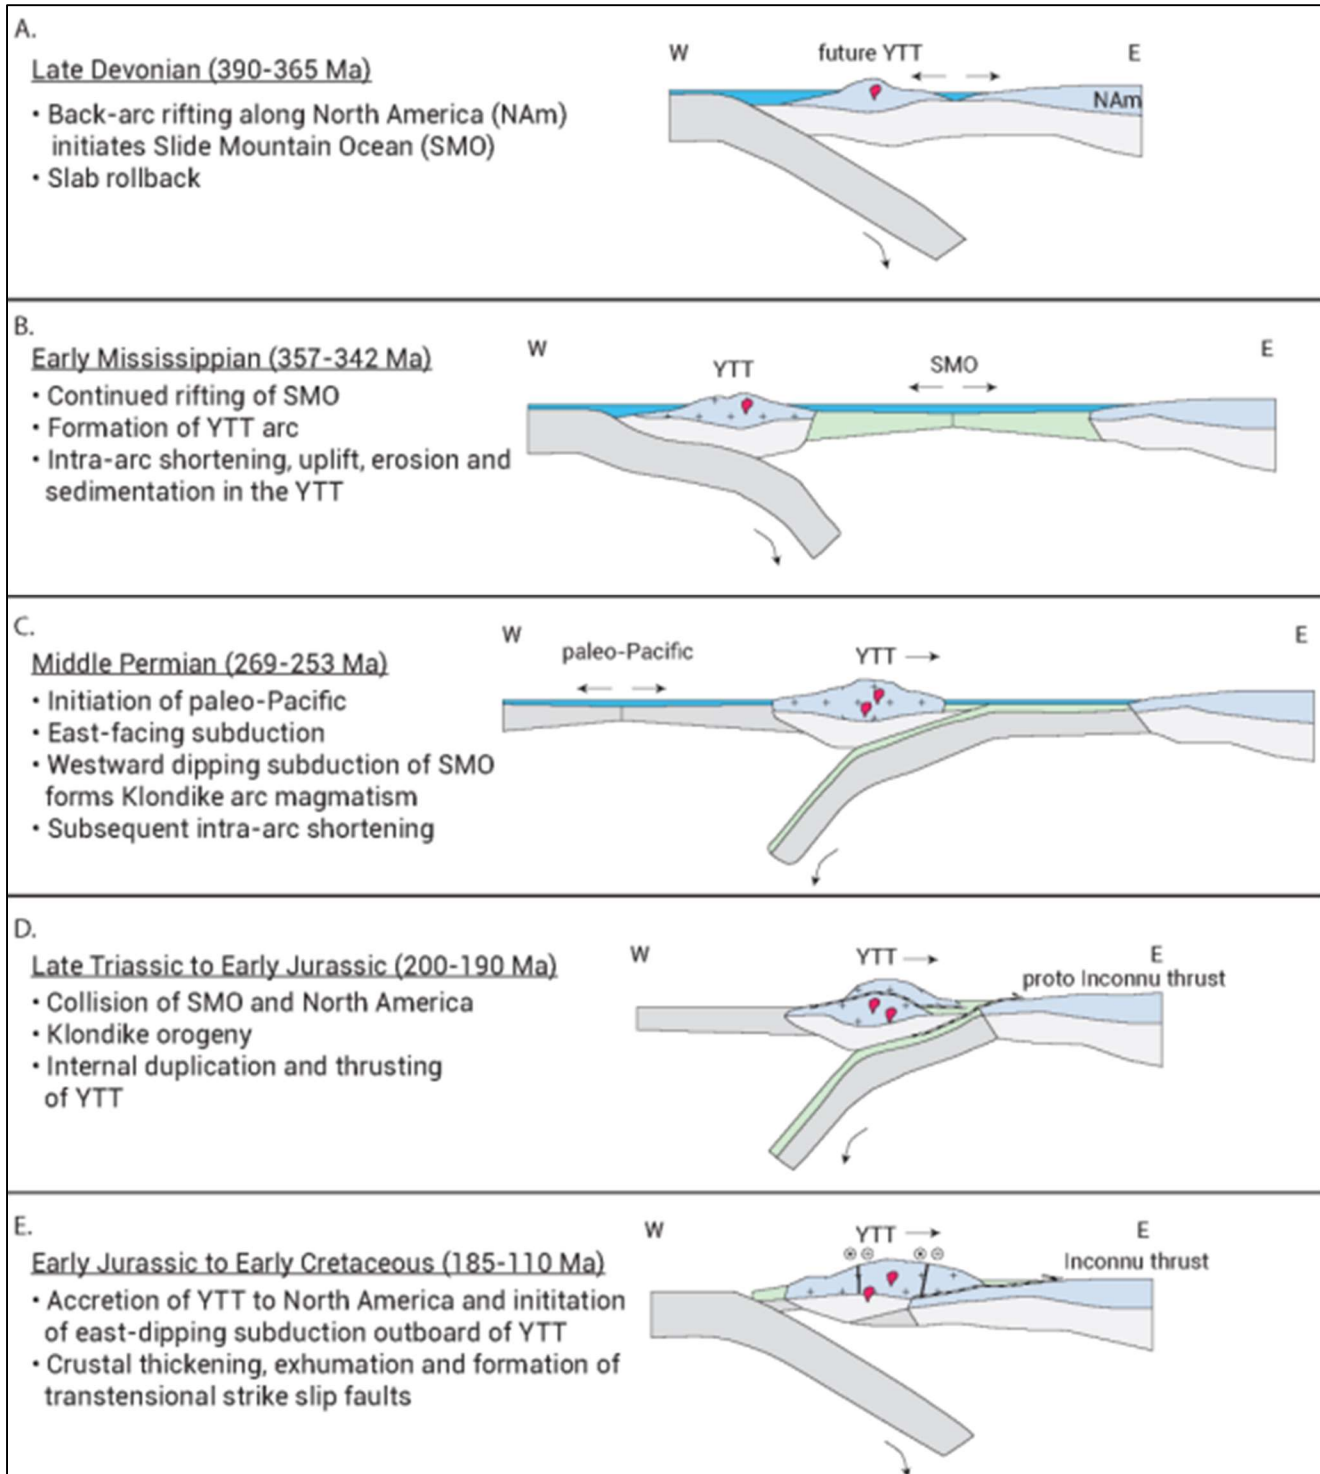 A.
Late Devonian (390-365 Ma)
• Back-arc rifting along North America (NAm)
initiates Slide Mountain Ocean (SMO)
• Slab rollback
W
future YTT
E
NAm
B.
Early Mississippian (357-342 Ma)
• Continued rifting of SMO
• Formation of YTT arc
• Intra-arc shortening, uplift, erosion and
sedimentation in the YTT
W
YTT
SMO
E
C.
Middle Permian (269-253 Ma)
• Initiation of paleo-Pacific
• East-facing subduction
• Westward dipping subduction of SMO
forms Klondike arc magmatism
• Subsequent intra-arc shortening
W
paleo-Pacific
YTT
E
D.
Late Triassic to Early Jurassic (200-190 Ma)
• Collision of SMO and North America
• Klondike orogeny
• Internal duplication and thrusting
of YTT
W
YTT
E
proto Inconnu thrust
E.
Early Jurassic to Early Cretaceous (185-110 Ma)
• Accretion of YTT to North America and inititation
of east-dipping subduction outboard of YTT
• Crustal thickening, exhumation and formation of
transtensional strike slip faults
W
YTT
E
Inconnu thrust